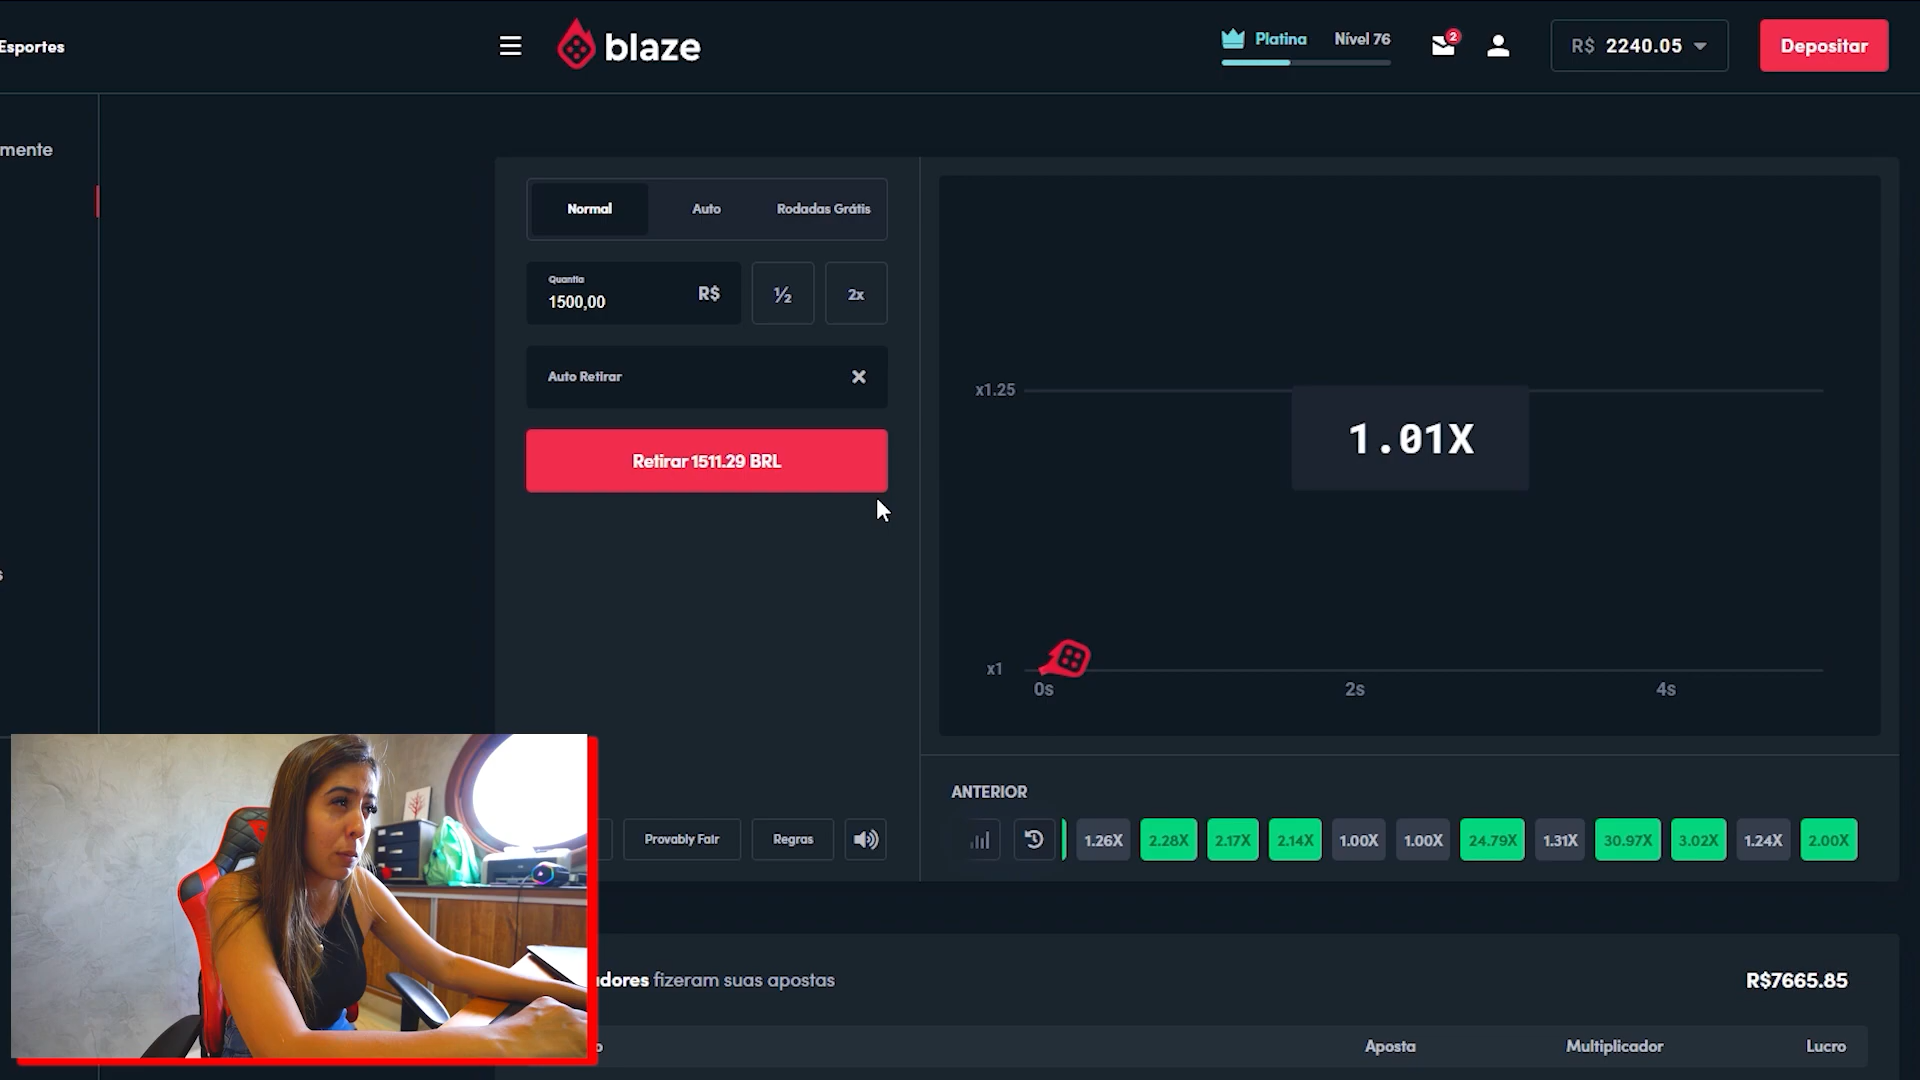 Esportes
blaze
Platina
Nível 76
2
R$ 2240.05
Depositar
mente
Normal
Auto
Rodadas Grátis
Quantia
1500,00
R$
½
2x
Auto Retirar
Retirar 1511.29 BRL
x1.25
1.01X
x1
0s
2s
4s
s
Provably Fair
Regras
ANTERIOR
1.26X
2.28X
2.17X
2.14X
1.00X
1.00X
24.79X
1.31X
30.97X
3.02X
1.24X
2.00X
dores fizeram suas apostas
R$7665.85
o
Aposta
Multiplicador
Lucro